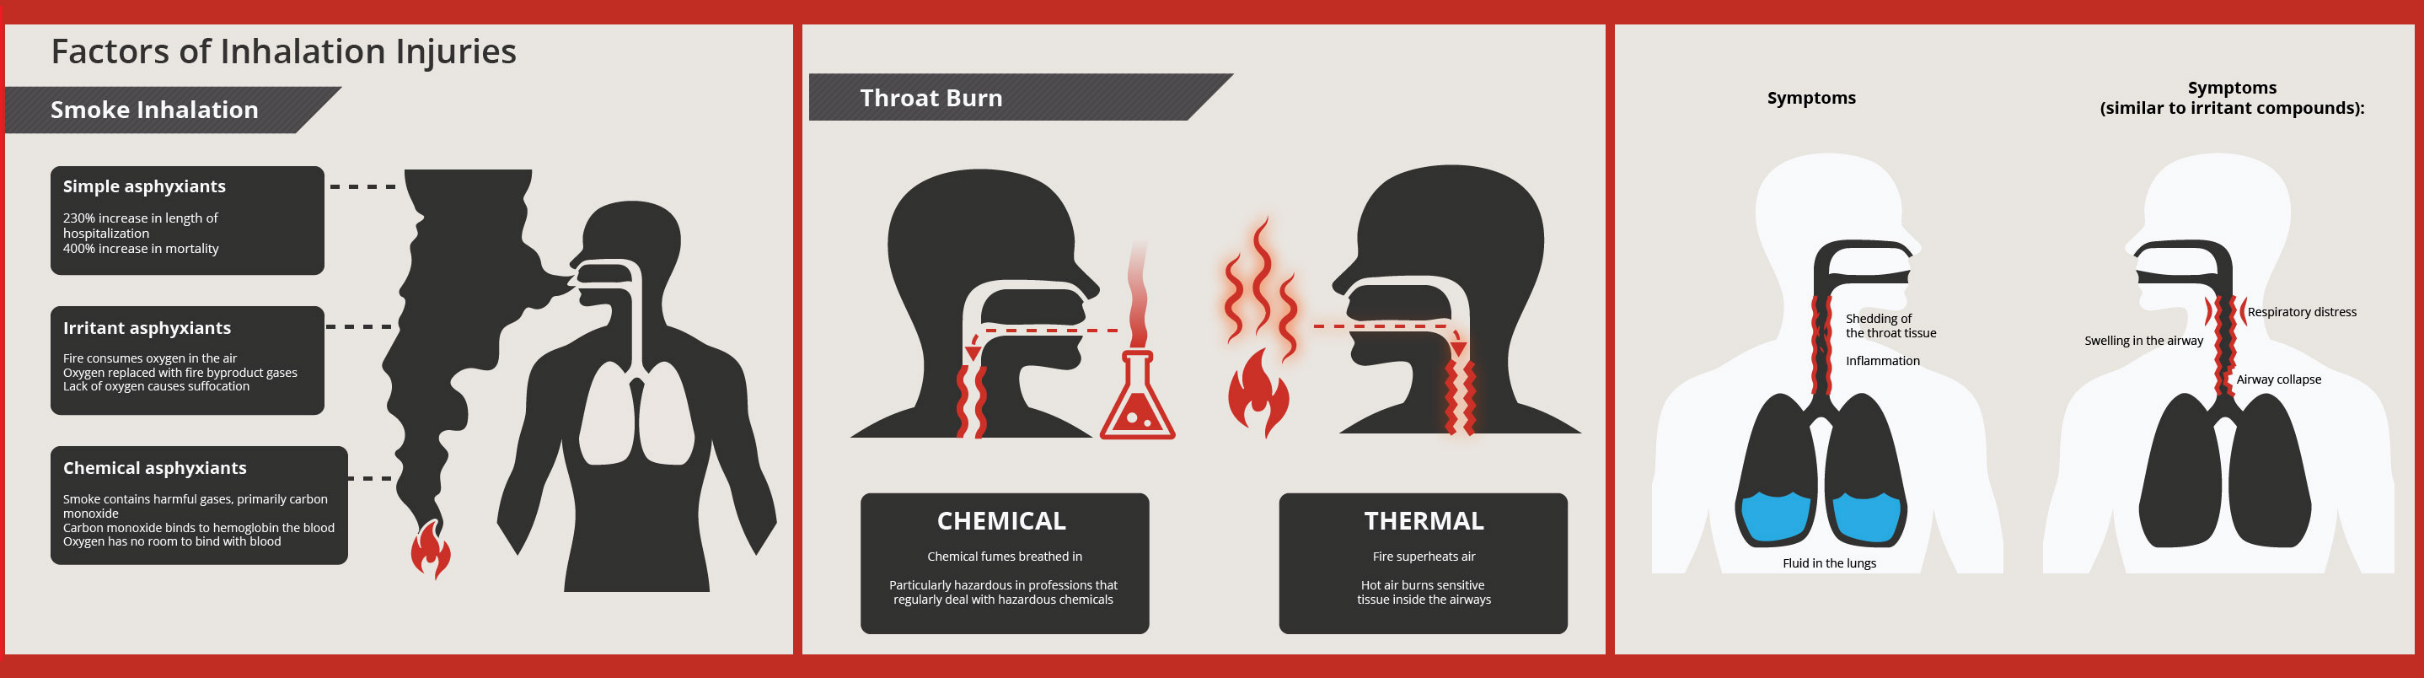 Factors of Inhalation Injuries
Smoke Inhalation
Simple asphyxiants
230% increase in length of
hospitalization
400% increase in mortality
Irritant asphyxiants
Fire consumes oxygen in the air
Oxygen replaced with fire byproduct gases
Lack of oxygen causes suffocation
Chemical asphyxiants
Smoke contains harmful gases, primarily carbon
monoxide
Carbon monoxide binds to hemoglobin the blood
Oxygen has no room to bind with blood
Throat Burn
CHEMICAL
Chemical fumes breathed in
Particularly hazardous in professions that
regularly deal with hazardous chemicals
THERMAL
Fire superheats air
Hot air burns sensitive
tissue inside the airways
Symptoms
Shedding of
the throat tissue
Inflammation
Fluid in the lungs
Symptoms
(similar to irritant compounds):
Respiratory distress
Swelling in the airway
Airway collapse